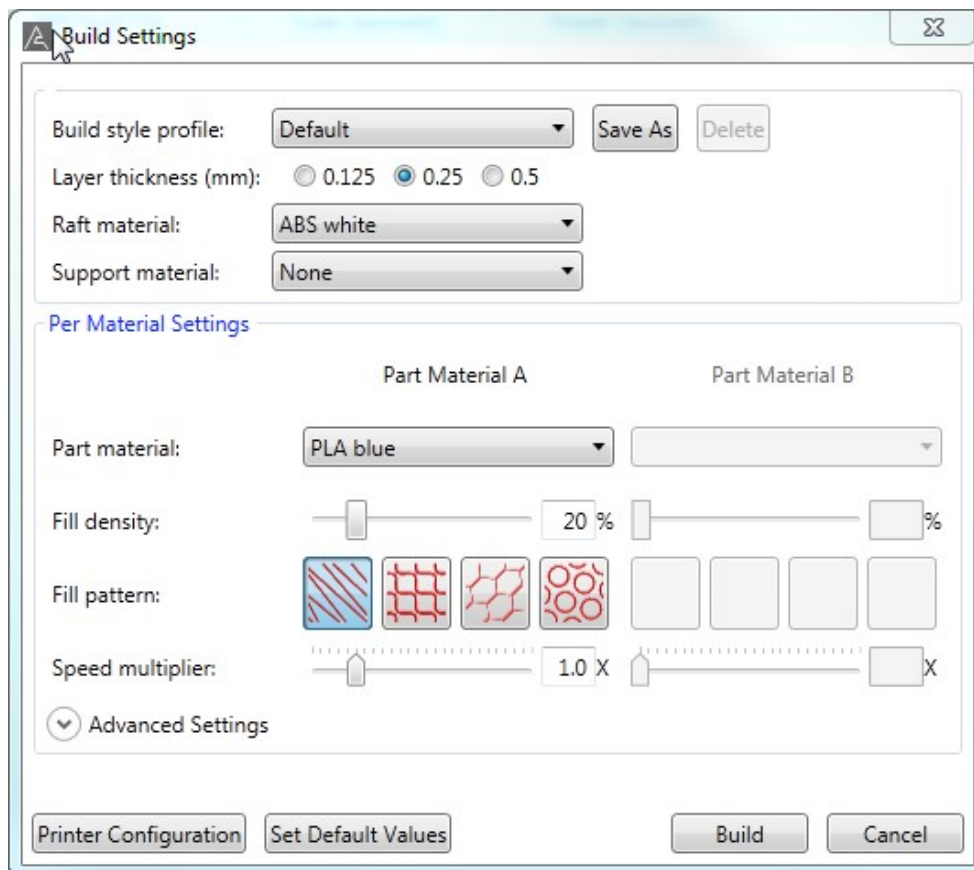 Build Settings
Build style profile: Default Save As Delete
Layer thickness (mm): 0.125 0.25 0.5
Raft material: ABS white
Support material: None
Per Material Settings
Part Material A Part Material B
Part material: PLA blue
Fill density: 20 % %
Fill pattern:
Speed multiplier: 1.0 X X
Advanced Settings
Printer Configuration Set Default Values Build Cancel